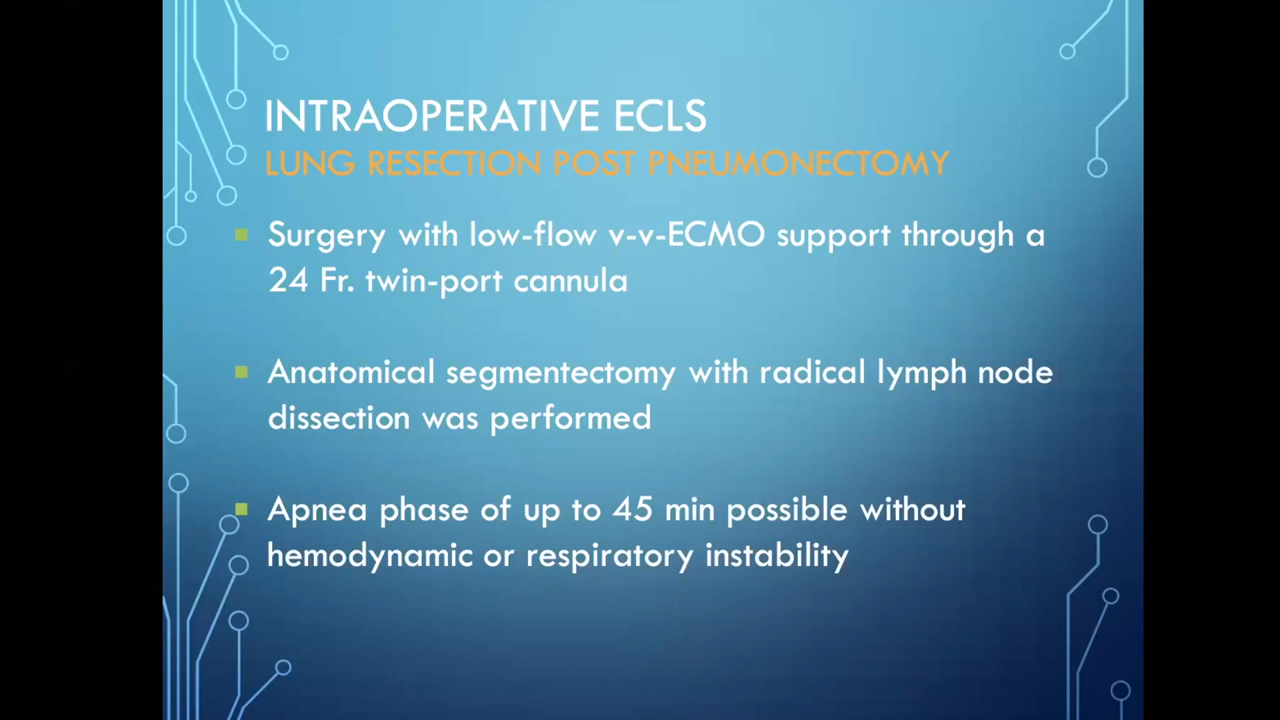 INTRAOPERATIVE ECLS
LUNG RESECTION POST PNEUMONECTOMY
Surgery with low-flow v-v-ECMO support through a
24 Fr. twin-port cannula
Anatomical segmentectomy with radical lymph node
dissection was performed
Apnea phase of up to 45 min possible without
hemodynamic or respiratory instability